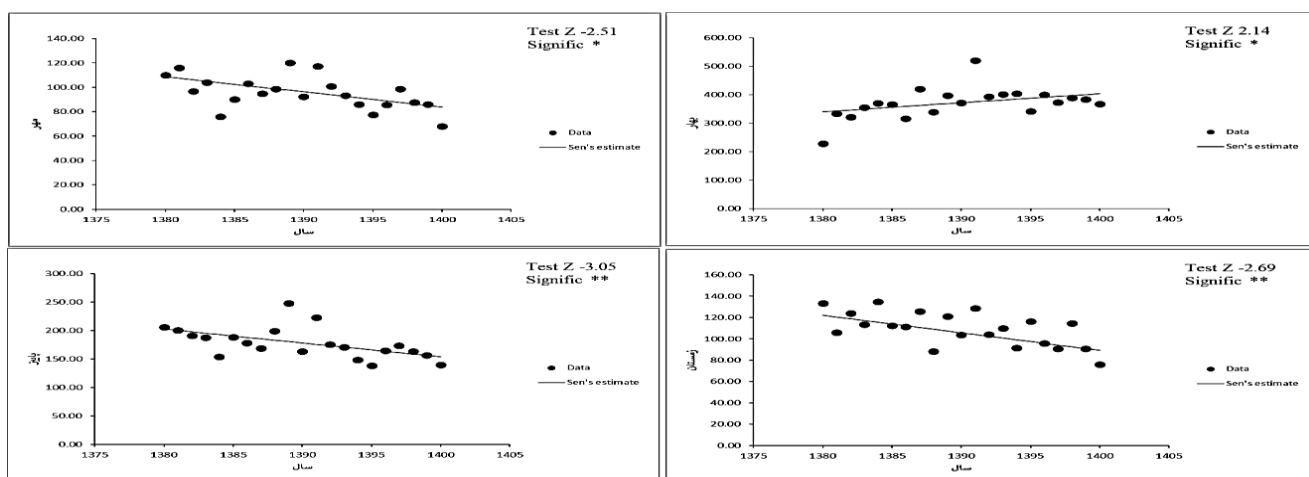 Test Z -2.51
Signific *
140.00
120.00
100.00
80.00
60.00
40.00
20.00
0.00
مهر
1375
1380
1385
1390
1395
1400
1405
سال
Data
Sen's estimate
Test Z 2.14
Signific *
600.00
500.00
400.00
300.00
200.00
100.00
0.00
بهار
1375
1380
1385
1390
1395
1400
1405
سال
Data
Sen's estimate
Test Z -3.05
Signific **
300.00
250.00
200.00
150.00
100.00
50.00
0.00
پاییز
1375
1380
1385
1390
1395
1400
1405
سال
Data
Sen's estimate
Test Z -2.69
Signific **
160.00
140.00
120.00
100.00
80.00
60.00
40.00
20.00
0.00
زمستان
1375
1380
1385
1390
1395
1400
1405
سال
Data
Sen's estimate